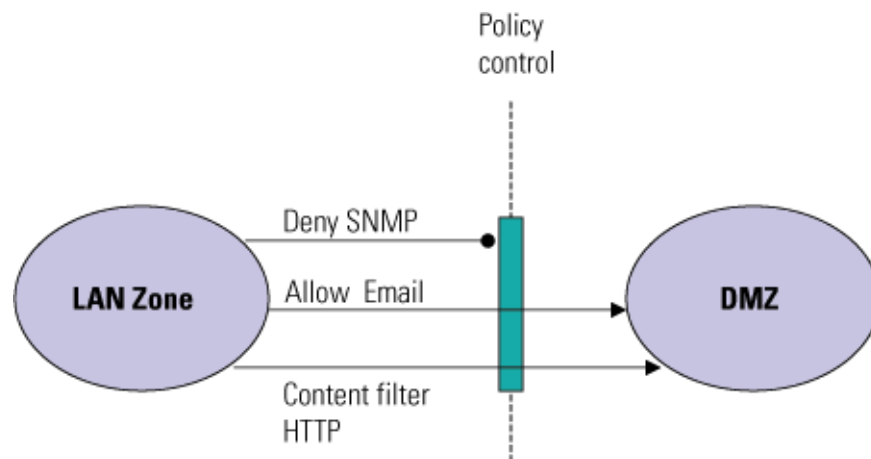 Policy
control
Deny SNMP
LAN Zone
Allow Email
DMZ
Content filter
HTTP